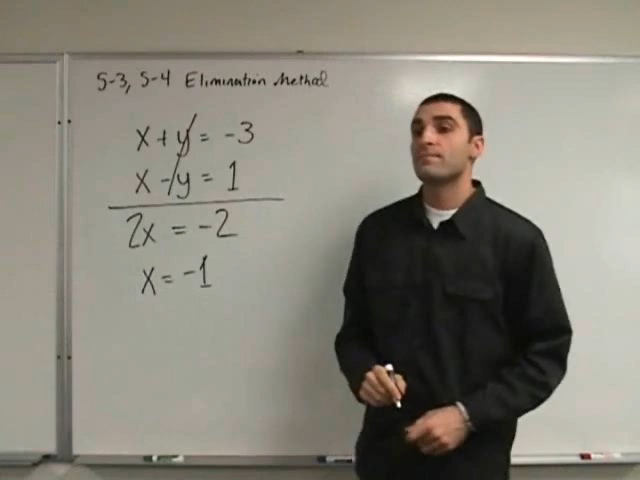 5-3, 5-4 Elimination Method
x + y = -3
x - y = 1
2x = -2
x = -1